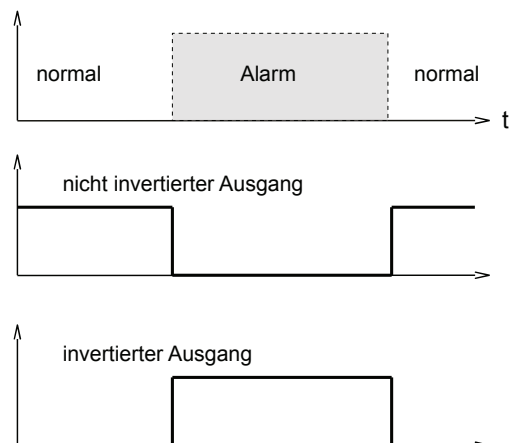 normal Alarm normal
t
nicht invertierter Ausgang
invertierter Ausgang